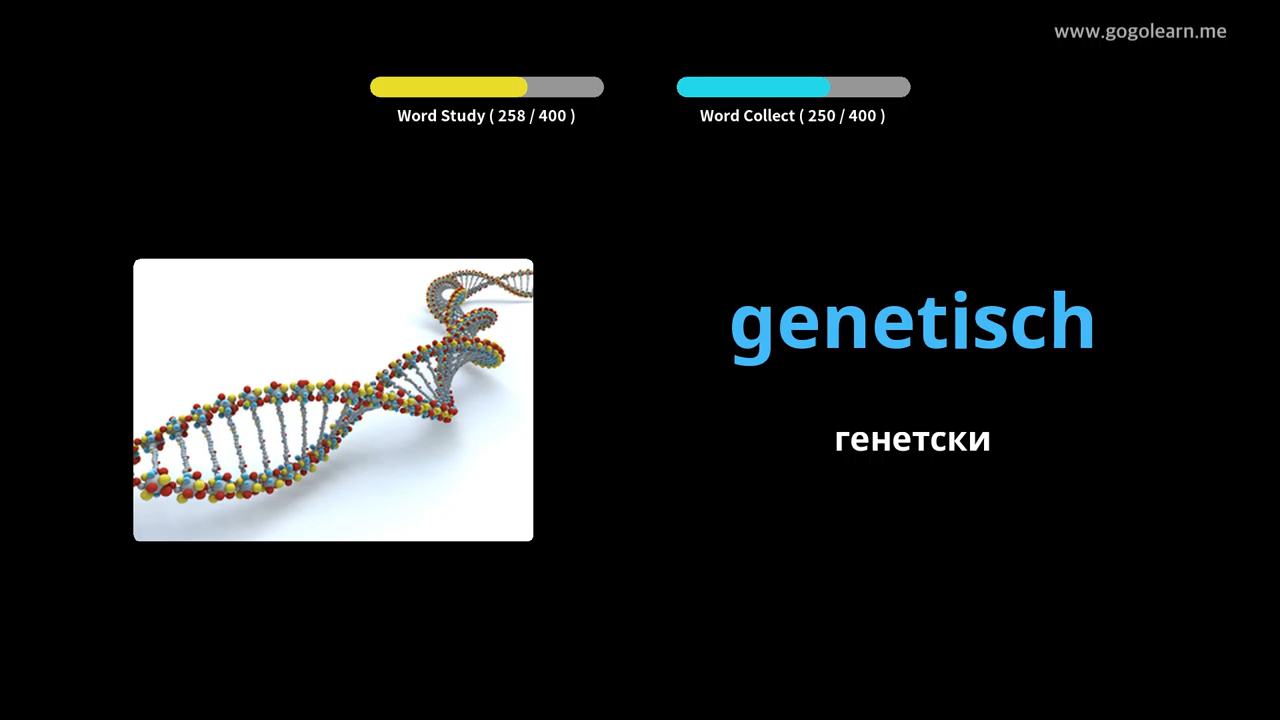 www.gogolearn.me
Word Study ( 258 / 400 )
Word Collect ( 250 / 400 )
genetisch
генетски